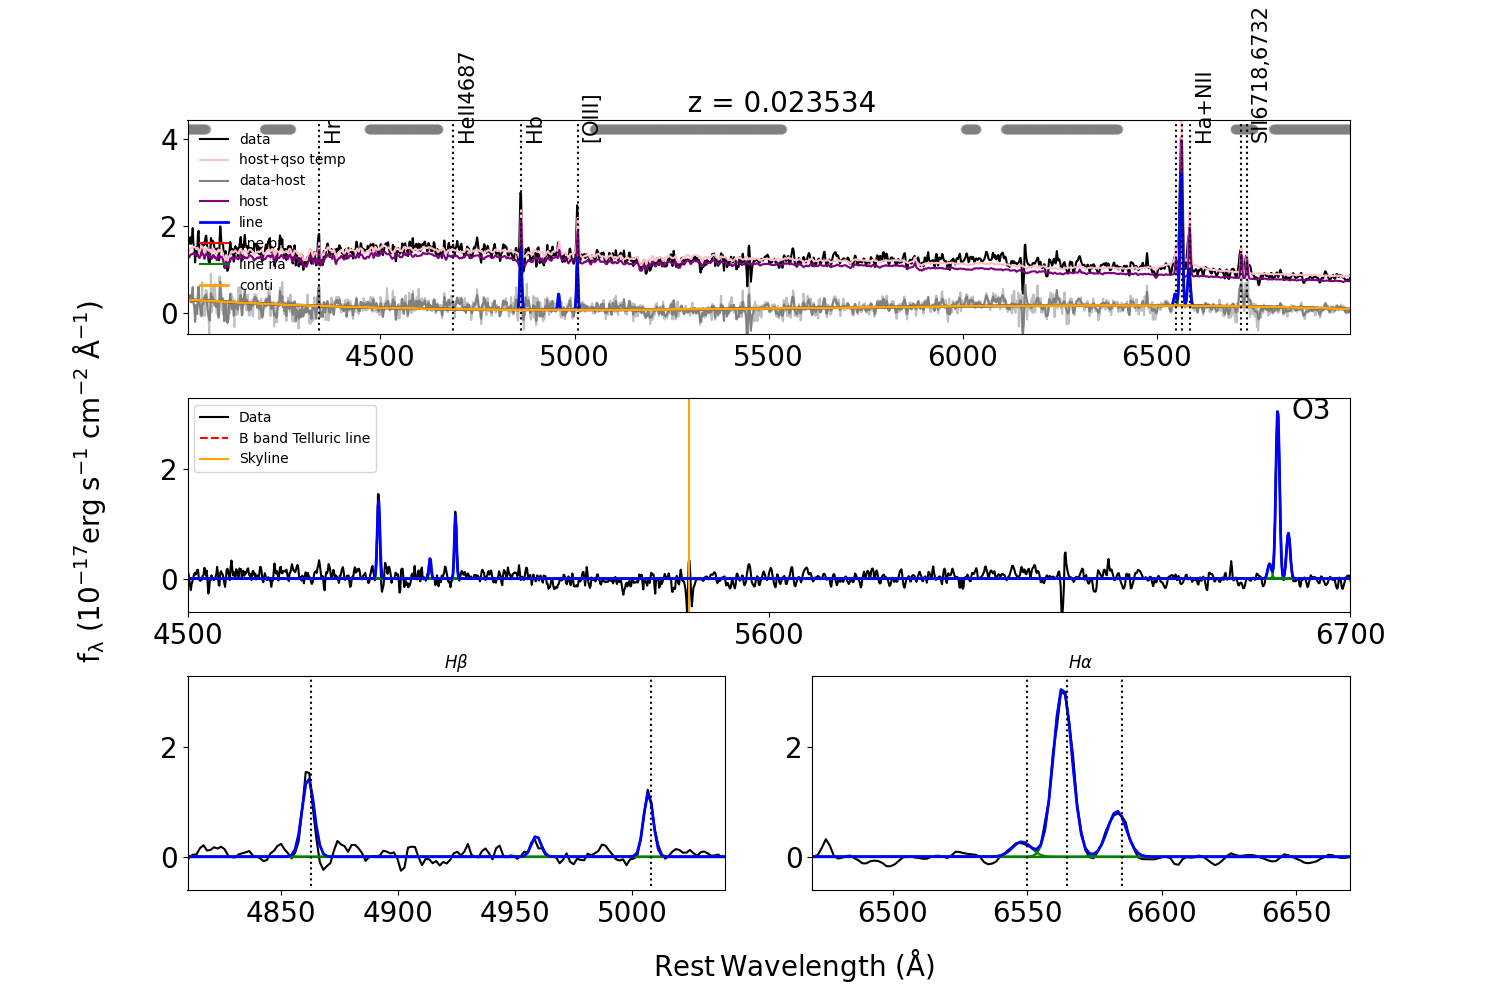 z = 0.023534
Hr
HeII4687
Hb
[OIII]
Ha+NII
SII6718,6732
data
host+qso temp
data-host
host
line
line br
line na
conti
4
2
0
4500
5000
5500
6000
6500
Data
B band Telluric line
Skyline
O3
2
0
4500
5600
6700
Hβ
Hα
2
0
4850
4900
4950
5000
2
0
6500
6550
6600
6650
fλ (10⁻¹⁷erg s⁻¹ cm⁻² Å⁻¹)
Rest Wavelength (Å)